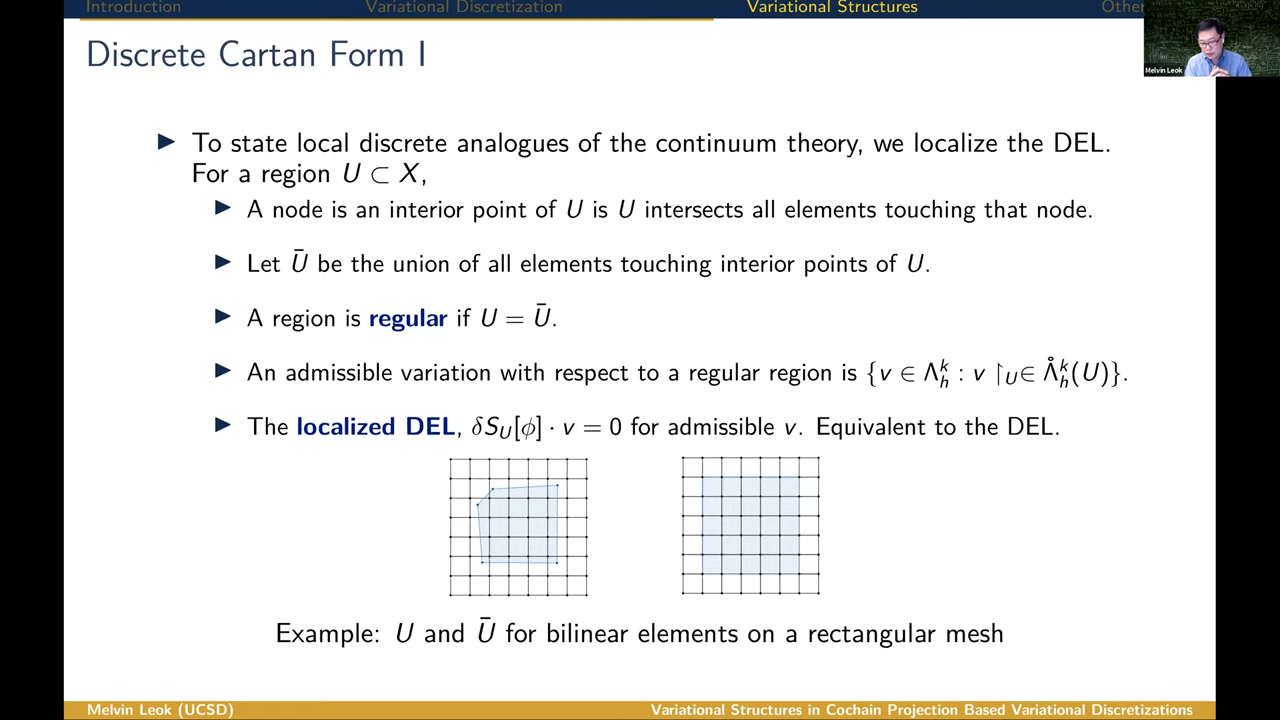 Introduction Variational Discretization Variational Structures Other
Melvin Leok
Discrete Cartan Form I
▶ To state local discrete analogues of the continuum theory, we localize the DEL.
For a region U ⊂ X,
▶ A node is an interior point of U is U intersects all elements touching that node.
▶ Let Ū be the union of all elements touching interior points of U.
▶ A region is regular if U = Ū.
▶ An admissible variation with respect to a regular region is {v ∈ Λₕᵏ : v ↾_U ∈ Λ̊ₕᵏ(U)}.
▶ The localized DEL, δS_U[ϕ] · v = 0 for admissible v. Equivalent to the DEL.
Example: U and Ū for bilinear elements on a rectangular mesh
Melvin Leok (UCSD) Variational Structures in Cochain Projection Based Variational Discretizations